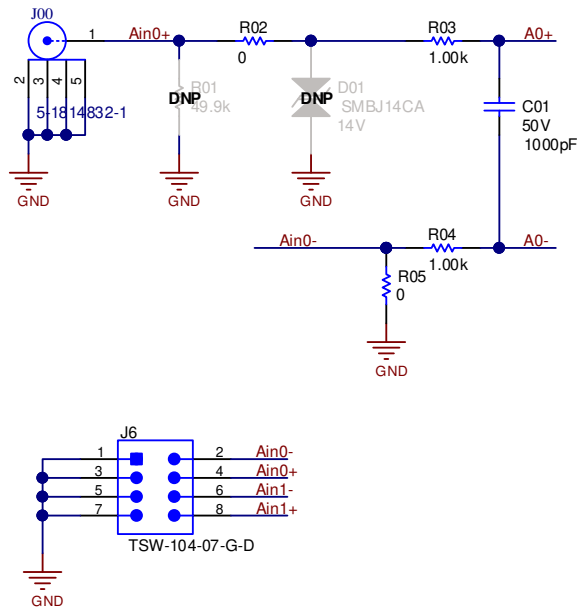 J00
1
Ain0+
R02
0
R03
1.00k
A0+
2
3
4
5
5-1814832-1
R01
DNP
49.9k
D01
DNP
SMBJ14CA
14V
C01
50V
1000pF
GND
GND
GND
Ain0-
R04
1.00k
A0-
R05
0
GND
J6
1
2
Ain0-
3
4
Ain0+
5
6
Ain1-
7
8
Ain1+
TSW-104-07-G-D
GND